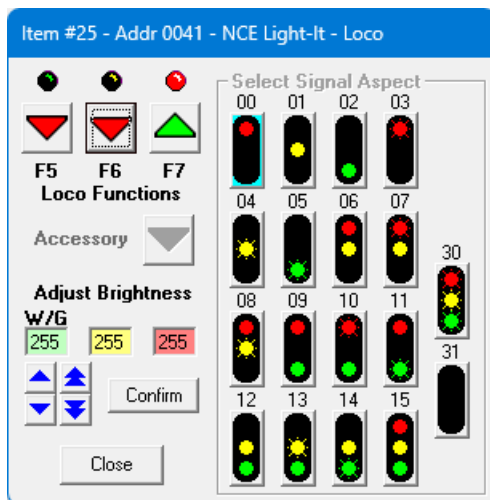 Item #25 - Addr 0041 - NCE Light-It - Loco
F5 F6 F7
Loco Functions
Accessory
Adjust Brightness
W/G
255 255 255
Confirm
Close
Select Signal Aspect
00 01 02 03
04 05 06 07
30
08 09 10 11
31
12 13 14 15